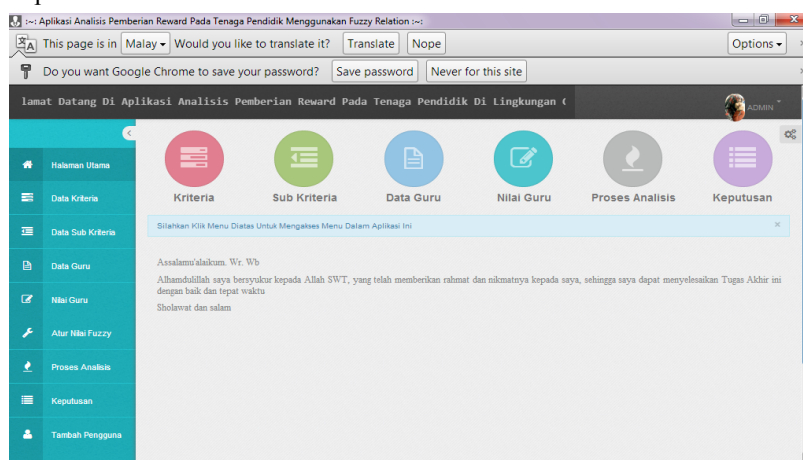 :~: Aplikasi Analisis Pemberian Reward Pada Tenaga Pendidik Menggunakan Fuzzy Relation :~:
This page is in Malay Would you like to translate it? Translate Nope Options
Do you want Google Chrome to save your password? Save password Never for this site
lamat Datang Di Aplikasi Analisis Pemberian Reward Pada Tenaga Pendidik Di Lingkungan
ADMIN
Halaman Utama
Data Kriteria
Data Sub Kriteria
Data Guru
Nilai Guru
Atur Nilai Fuzzy
Proses Analisis
Keputusan
Tambah Pengguna
Kriteria Sub Kriteria Data Guru Nilai Guru Proses Analisis Keputusan
Silahkan Klik Menu Diatas Untuk Mengakses Menu Dalam Aplikasi Ini
Assalamu'alaikum. Wr. Wb
Alhamdulillah saya bersyukur kepada Allah SWT, yang telah memberikan rahmat dan nikmatnya kepada saya, sehingga saya dapat menyelesaikan Tugas Akhir ini
dengan baik dan tepat waktu
Sholawat dan salam